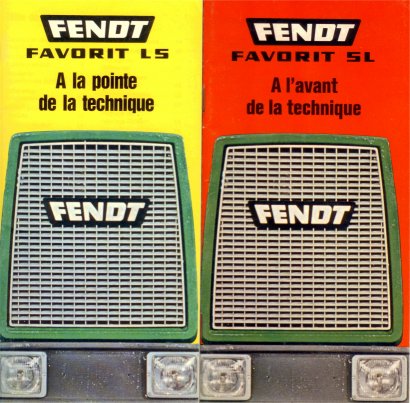 FENDT
FAVORIT LS
A la pointe
de la technique
FENDT
FENDT
FAVORIT SL
A l'avant
de la technique
FENDT